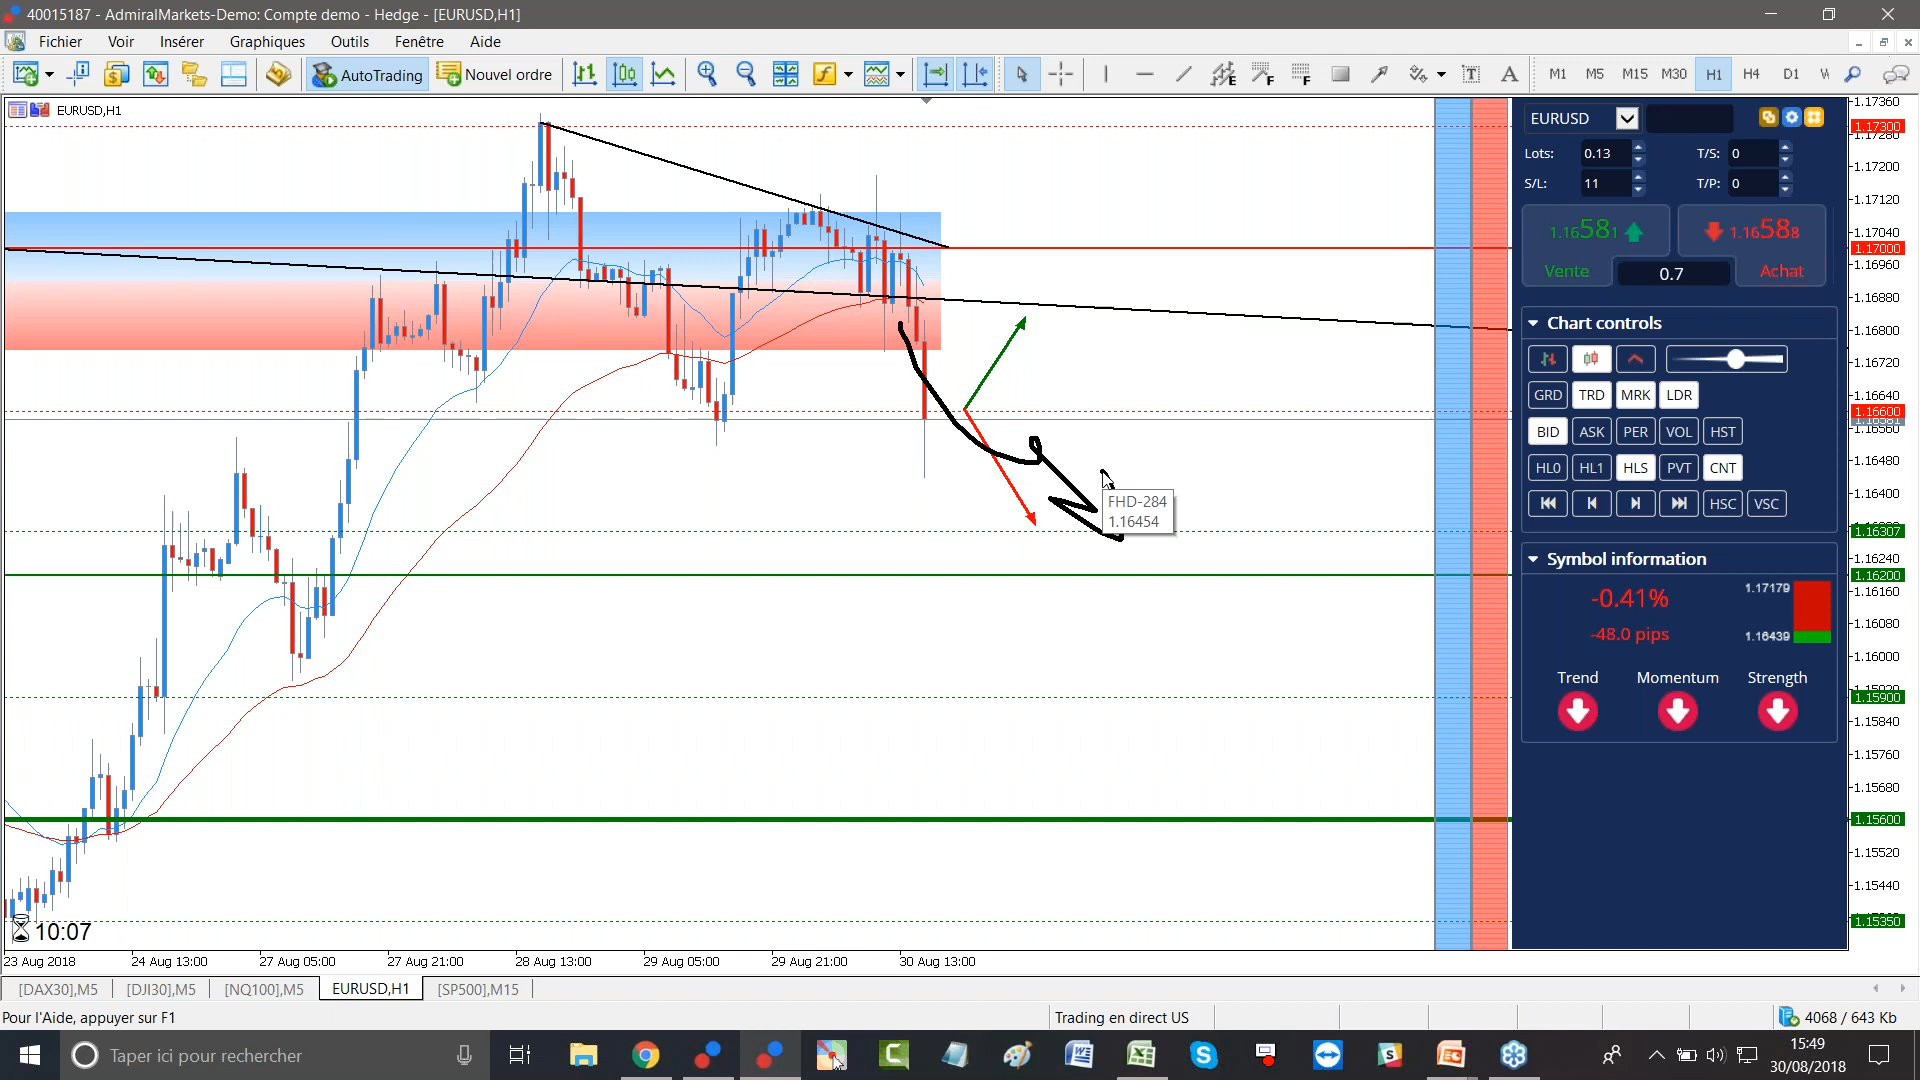 40015187 - AdmiralMarkets-Demo: Compte demo - Hedge - [EURUSD,H1]
Fichier Voir Insérer Graphiques Outils Fenêtre Aide
AutoTrading Nouvel ordre M1 M5 M15 M30 H1 H4 D1
EURUSD,H1
1.17360
1.17300
1.17280
1.17200
1.17120
1.17040
1.17000
1.16960
1.16880
1.16800
1.16720
1.16640
1.16600
1.16581
1.16560
1.16480
1.16400
1.16307
1.16240
1.16200
1.16160
1.16080
1.16000
1.15900
1.15840
1.15760
1.15680
1.15600
1.15520
1.15440
1.15350
EURUSD
Lots: 0.13 T/S: 0
S/L: 11 T/P: 0
1.16581 1.16588
Vente 0.7 Achat
Chart controls
GRD TRD MRK LDR
BID ASK PER VOL HST
HL0 HL1 HLS PVT CNT
HSC VSC
Symbol information
-0.41% 1.17179
-48.0 pips 1.16439
Trend Momentum Strength
FHD-284
1.16454
10:07
23 Aug 2018 24 Aug 13:00 27 Aug 05:00 27 Aug 21:00 28 Aug 13:00 29 Aug 05:00 29 Aug 21:00 30 Aug 13:00
[DAX30],M5 [DJI30],M5 [NQ100],M5 EURUSD,H1 [SP500],M15
Pour l'Aide, appuyer sur F1 Trading en direct US 4068 / 643 Kb
Taper ici pour rechercher 15:49
30/08/2018